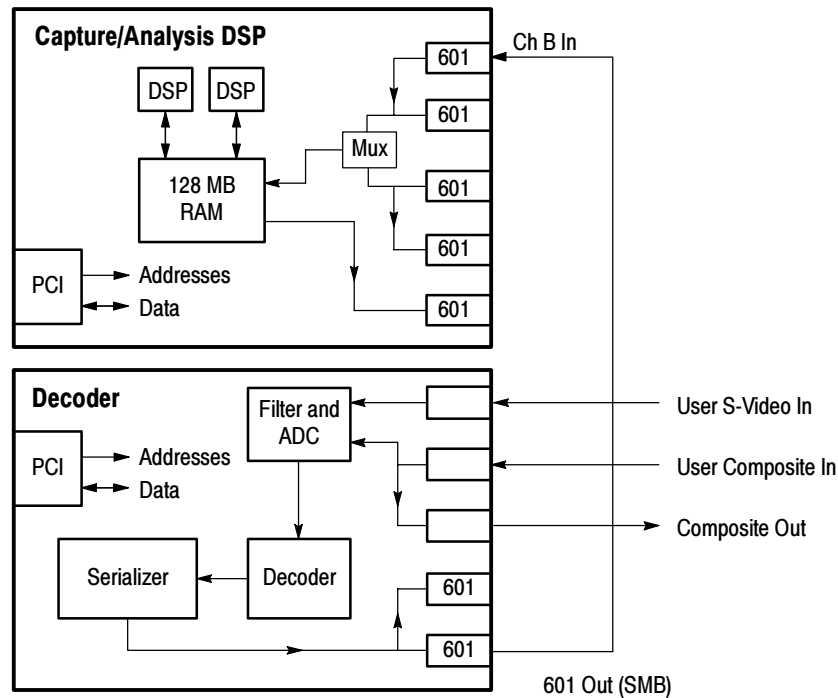 Capture/Analysis DSP
601
Ch B In
DSP DSP
601
Mux
128 MB
RAM
601
601
PCI
Addresses
Data
601
Decoder
Filter and
ADC
User S-Video In
PCI
Addresses
Data
User Composite In
Composite Out
Serializer
Decoder
601
601
601 Out (SMB)